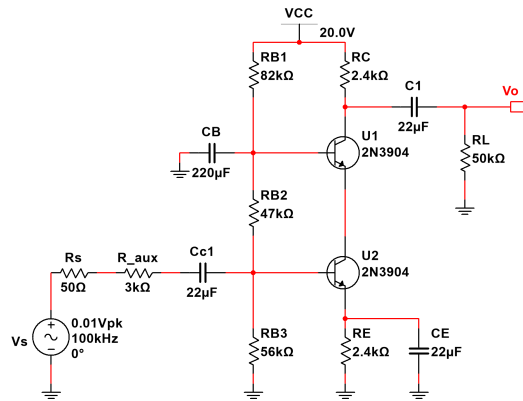 VCC
20.0V
RB1
82kΩ
RC
2.4kΩ
C1
22µF
Vo
CB
220µF
U1
2N3904
RL
50kΩ
RB2
47kΩ
Rs
50Ω
R_aux
3kΩ
Cc1
22µF
U2
2N3904
Vs
0.01Vpk
100kHz
0°
RB3
56kΩ
RE
2.4kΩ
CE
22µF